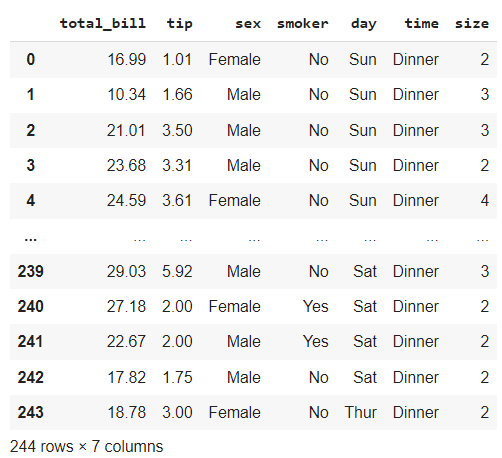 total_bill tip sex smoker day time size
0 16.99 1.01 Female No Sun Dinner 2
1 10.34 1.66 Male No Sun Dinner 3
2 21.01 3.50 Male No Sun Dinner 3
3 23.68 3.31 Male No Sun Dinner 2
4 24.59 3.61 Female No Sun Dinner 4
... ... ... ... ... ... ... ...
239 29.03 5.92 Male No Sat Dinner 3
240 27.18 2.00 Female Yes Sat Dinner 2
241 22.67 2.00 Male Yes Sat Dinner 2
242 17.82 1.75 Male No Sat Dinner 2
243 18.78 3.00 Female No Thur Dinner 2
244 rows × 7 columns